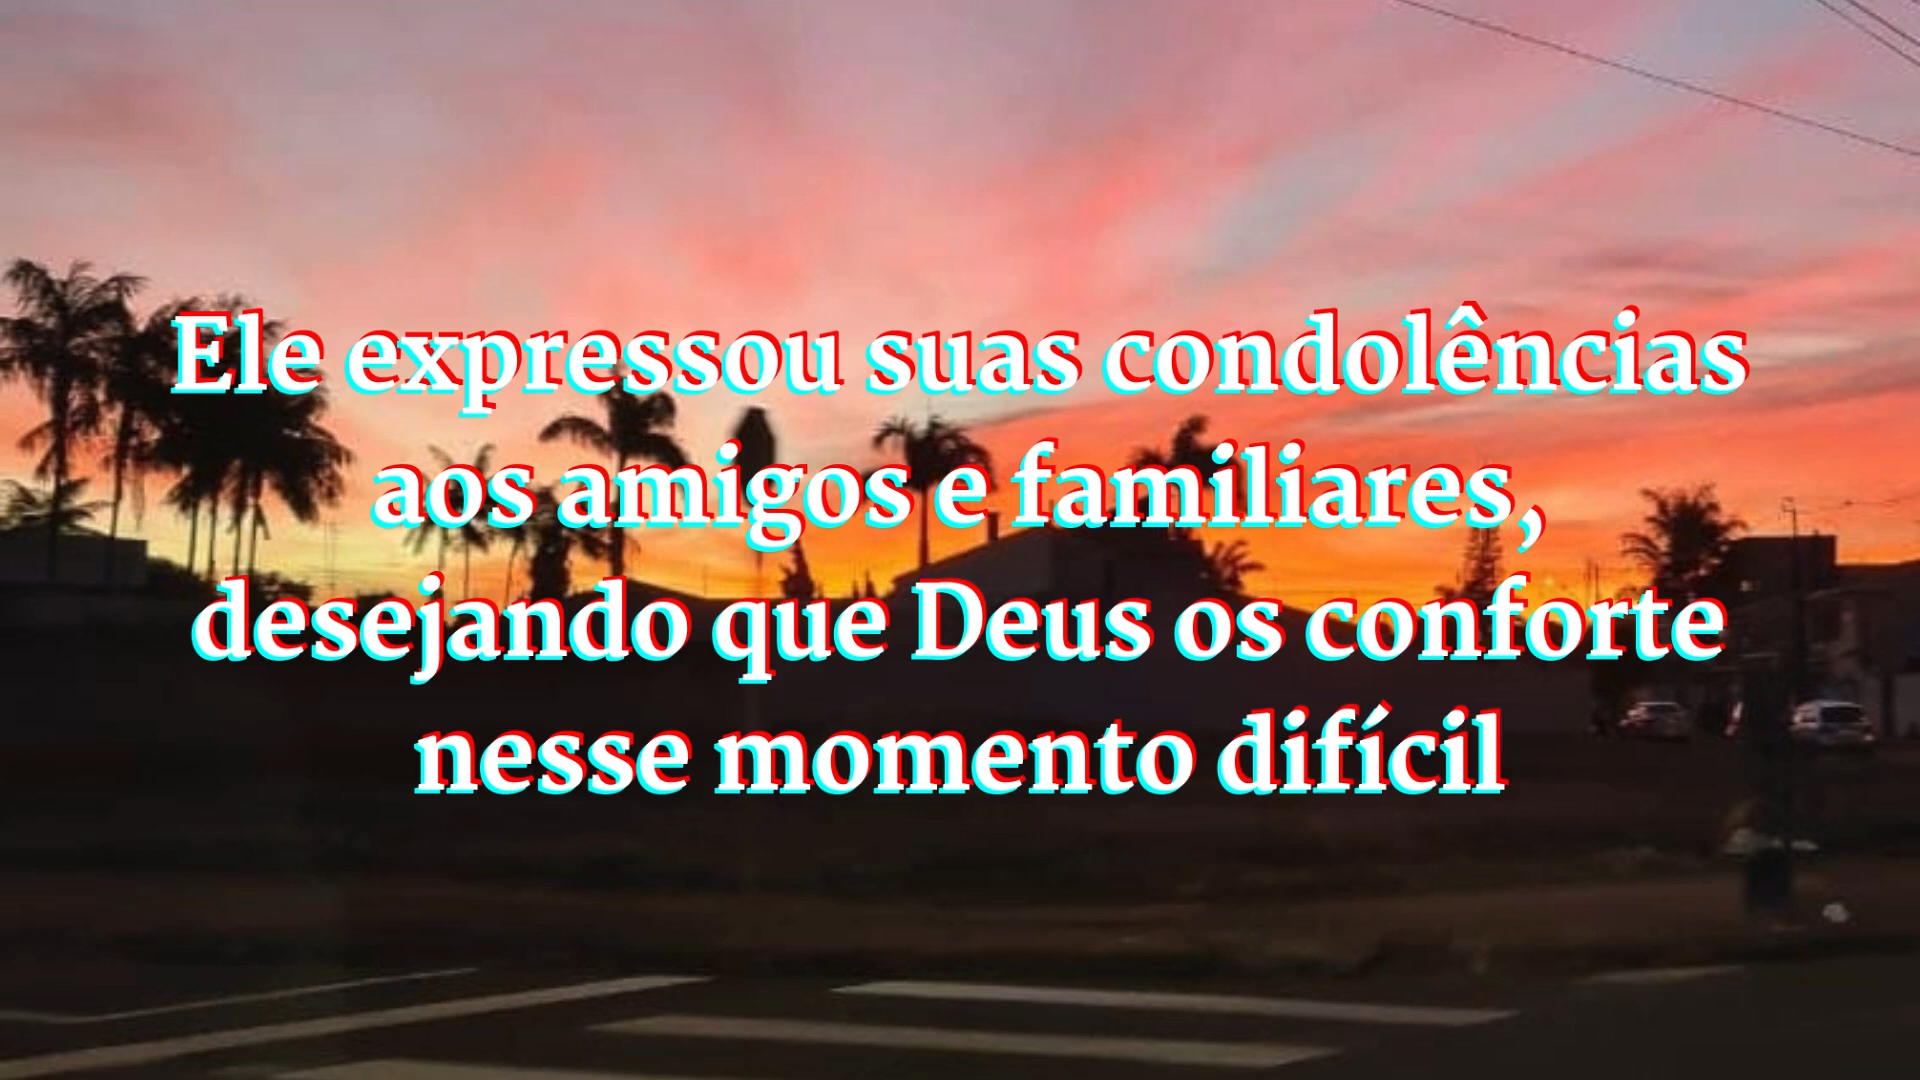 Ele expressou suas condolências
aos amigos e familiares,
desejando que Deus os conforte
nesse momento difícil